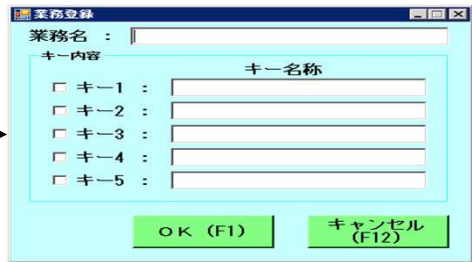 業務登録
業務名 :
キー内容
キー名称
キー1 :
キー2 :
キー3 :
キー4 :
キー5 :
OK (F1)
キャンセル
(F12)